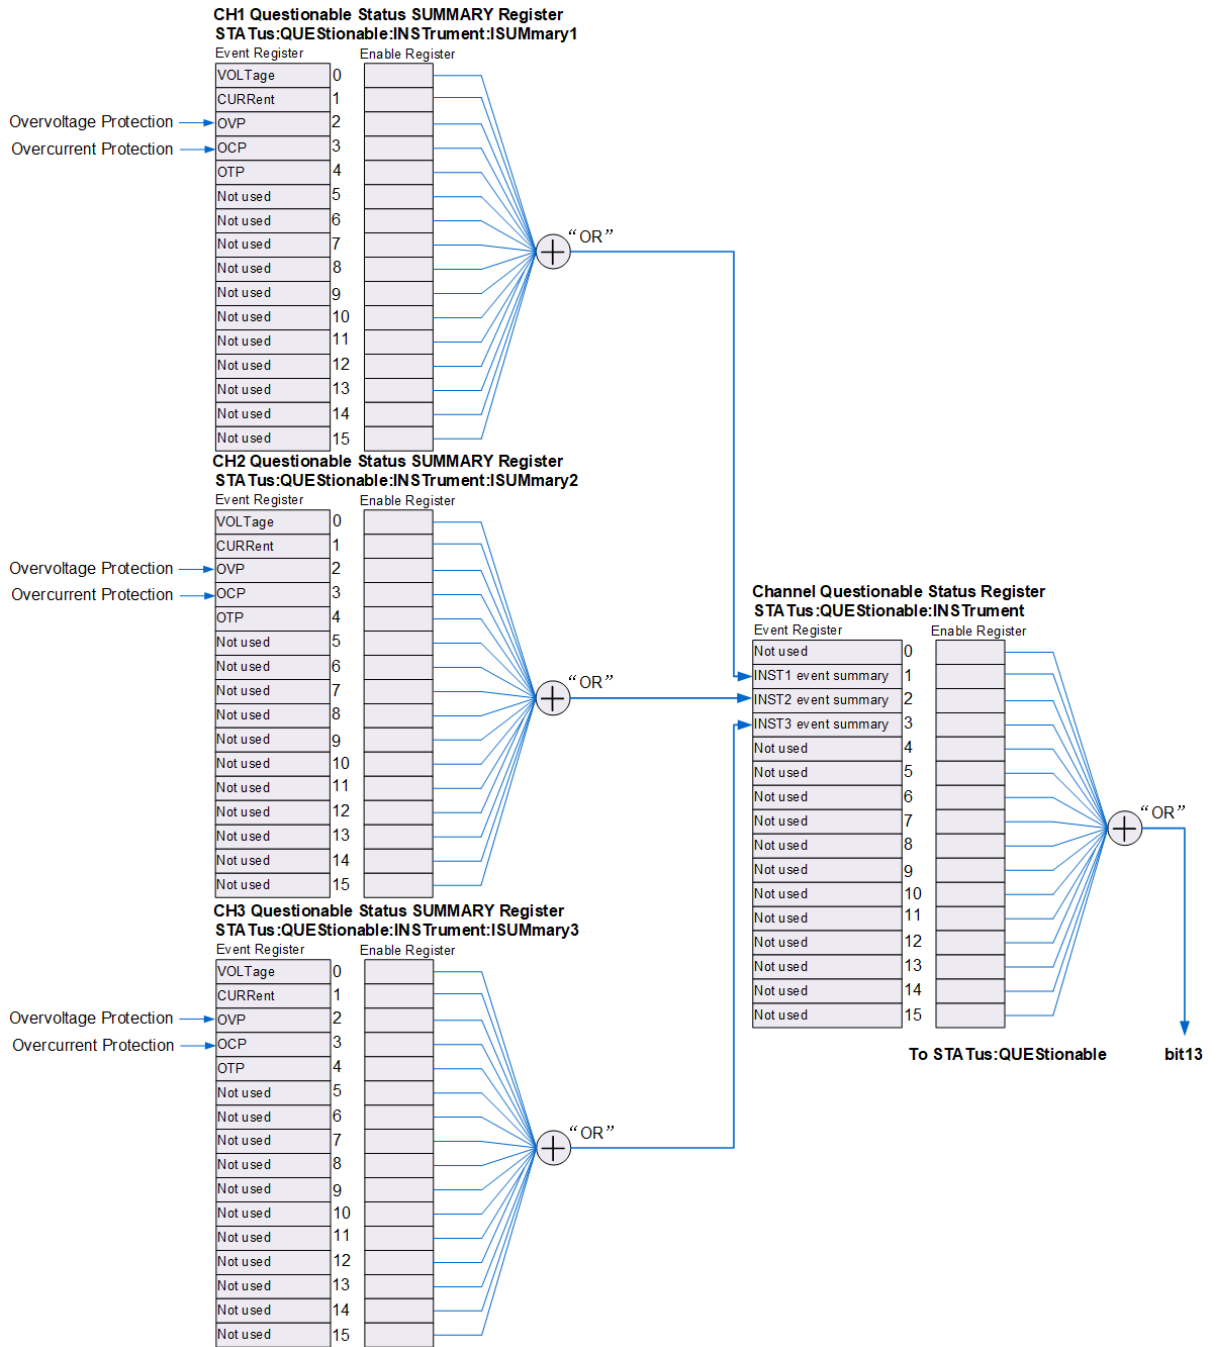 CH1 Questionable Status SUMMARY Register
STATus:QUEStionable:INSTrument:ISUMmary1
Event Register Enable Register
VOLTage 0
CURRent 1
Overvoltage Protection OVP 2
Overcurrent Protection OCP 3
OTP 4
Not used 5
Not used 6
Not used 7
Not used 8
Not used 9
Not used 10
Not used 11
Not used 12
Not used 13
Not used 14
Not used 15
“OR”
CH2 Questionable Status SUMMARY Register
STATus:QUEStionable:INSTrument:ISUMmary2
Event Register Enable Register
VOLTage 0
CURRent 1
Overvoltage Protection OVP 2
Overcurrent Protection OCP 3
OTP 4
Not used 5
Not used 6
Not used 7
Not used 8
Not used 9
Not used 10
Not used 11
Not used 12
Not used 13
Not used 14
Not used 15
“OR”
CH3 Questionable Status SUMMARY Register
STATus:QUEStionable:INSTrument:ISUMmary3
Event Register Enable Register
VOLTage 0
CURRent 1
Overvoltage Protection OVP 2
Overcurrent Protection OCP 3
OTP 4
Not used 5
Not used 6
Not used 7
Not used 8
Not used 9
Not used 10
Not used 11
Not used 12
Not used 13
Not used 14
Not used 15
“OR”
Channel Questionable Status Register
STATus:QUEStionable:INSTrument
Event Register Enable Register
Not used 0
INST1 event summary 1
INST2 event summary 2
INST3 event summary 3
Not used 4
Not used 5
Not used 6
Not used 7
Not used 8
Not used 9
Not used 10
Not used 11
Not used 12
Not used 13
Not used 14
Not used 15
“OR”
To STATus:QUEStionable bit13